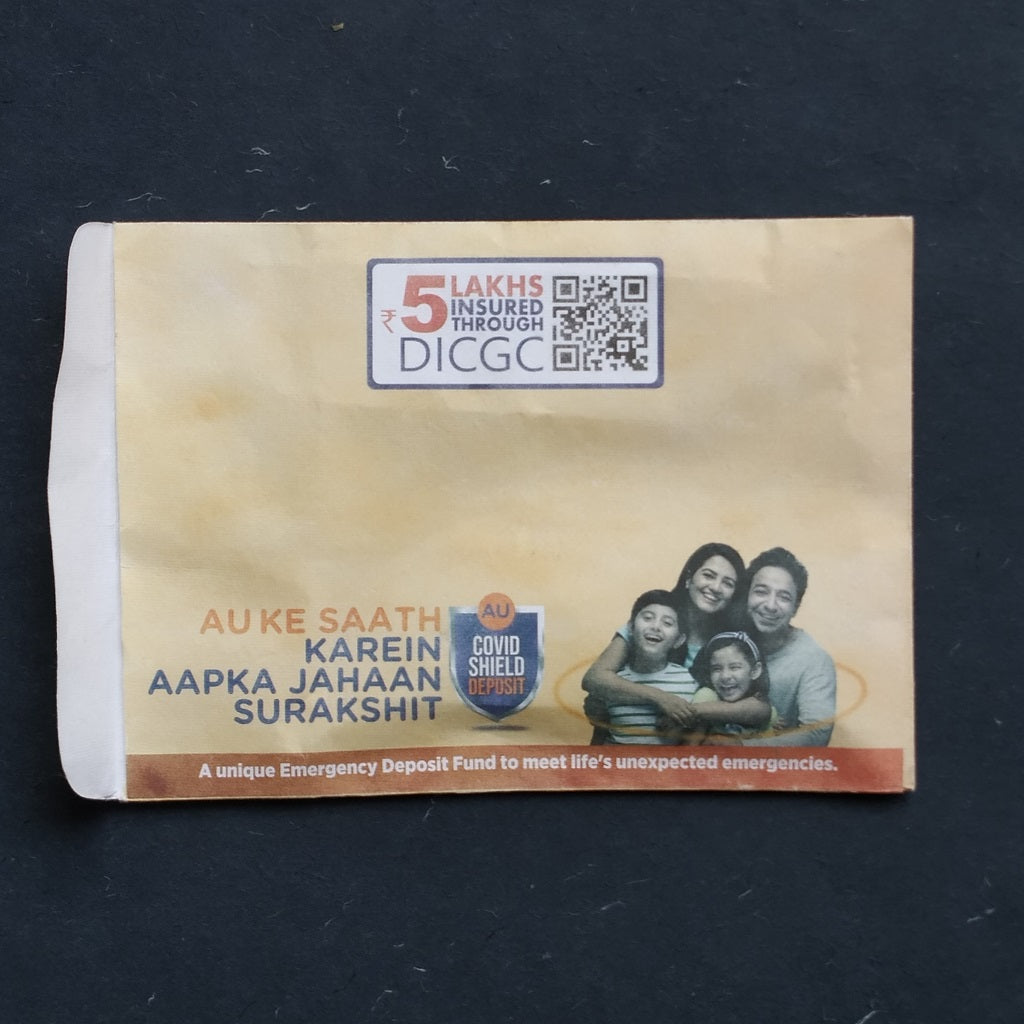 ₹ 5 LAKHS
INSURED
THROUGH
DICGC
AU KE SAATH
KAREIN
AAPKA JAHAAN
SURAKSHIT
AU
COVID
SHIELD
DEPOSIT
A unique Emergency Deposit Fund to meet life's unexpected emergencies.